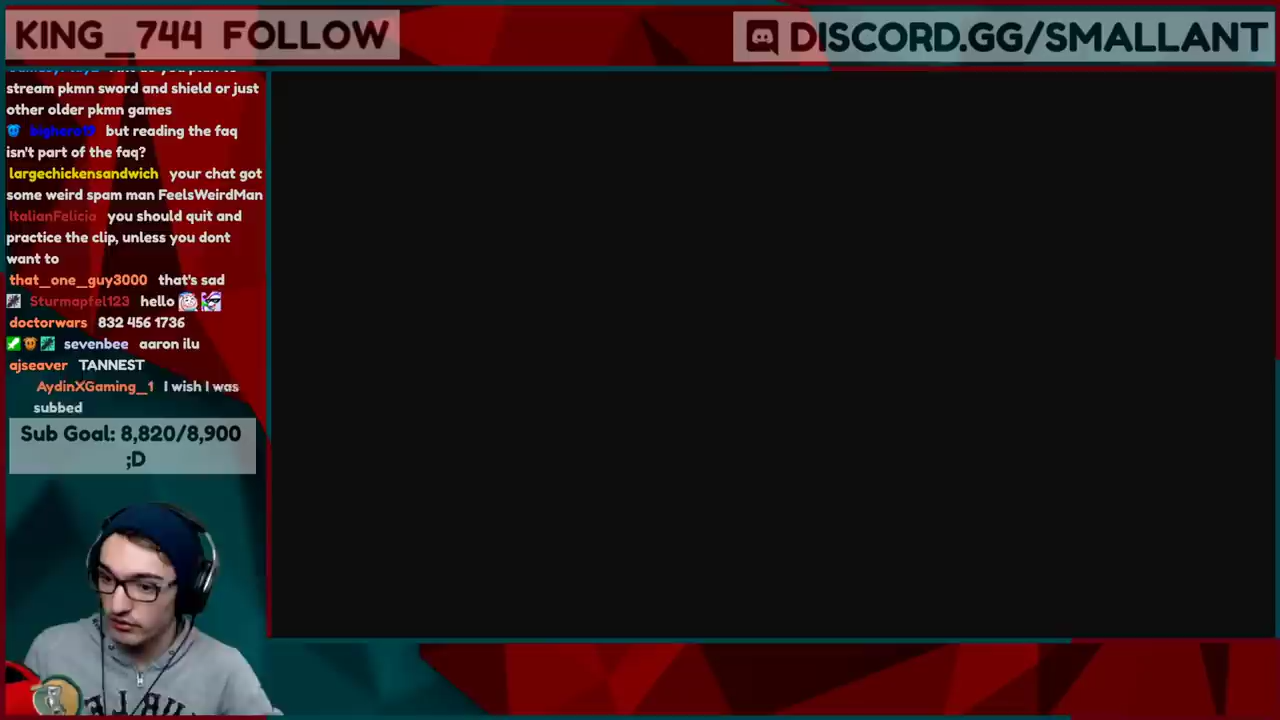 KING_744 FOLLOW
DISCORD.GG/SMALLANT
stream pkmn sword and shield or just
other older pkmn games
bighero19 but reading the faq
isn't part of the faq?
largechickensandwich your chat got
some weird spam man FeelsWeirdMan
ItalianFelicia you should quit and
practice the clip, unless you dont
want to
that_one_guy3000 that's sad
Sturmapfel123 hello
doctorwars 832 456 1736
sevenbee aaron ilu
ajseaver TANNEST
AydinXGaming_1 I wish I was
subbed
Sub Goal: 8,820/8,900
;D